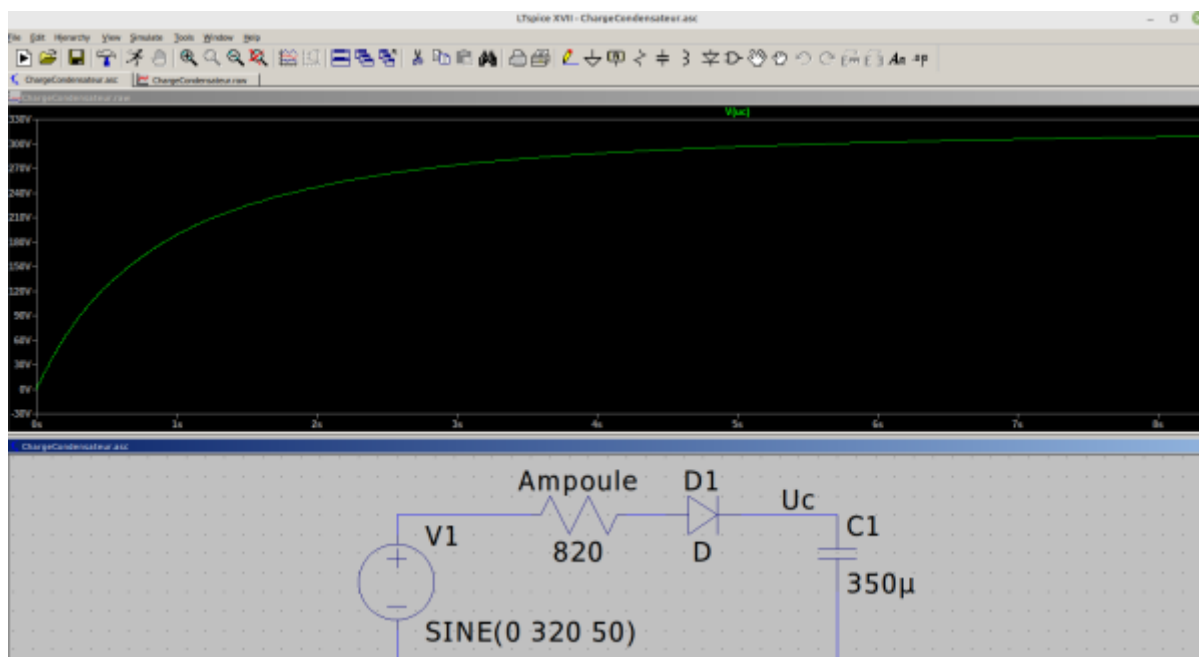 LTspice XVII - ChargeCondensateur.asc
File Edit Hierarchy View Simulate Tools Window Help
ChargeCondensateur.asc ChargeCondensateur.raw
ChargeCondensateur.raw
V(uc)
330V
300V
270V
240V
210V
180V
150V
120V
90V
60V
30V
0V
-30V
0s 1s 2s 3s 4s 5s 6s 7s 8s
ChargeCondensateur.asc
Ampoule D1
Uc
V1 C1
820 D
350µ
SINE(0 320 50)